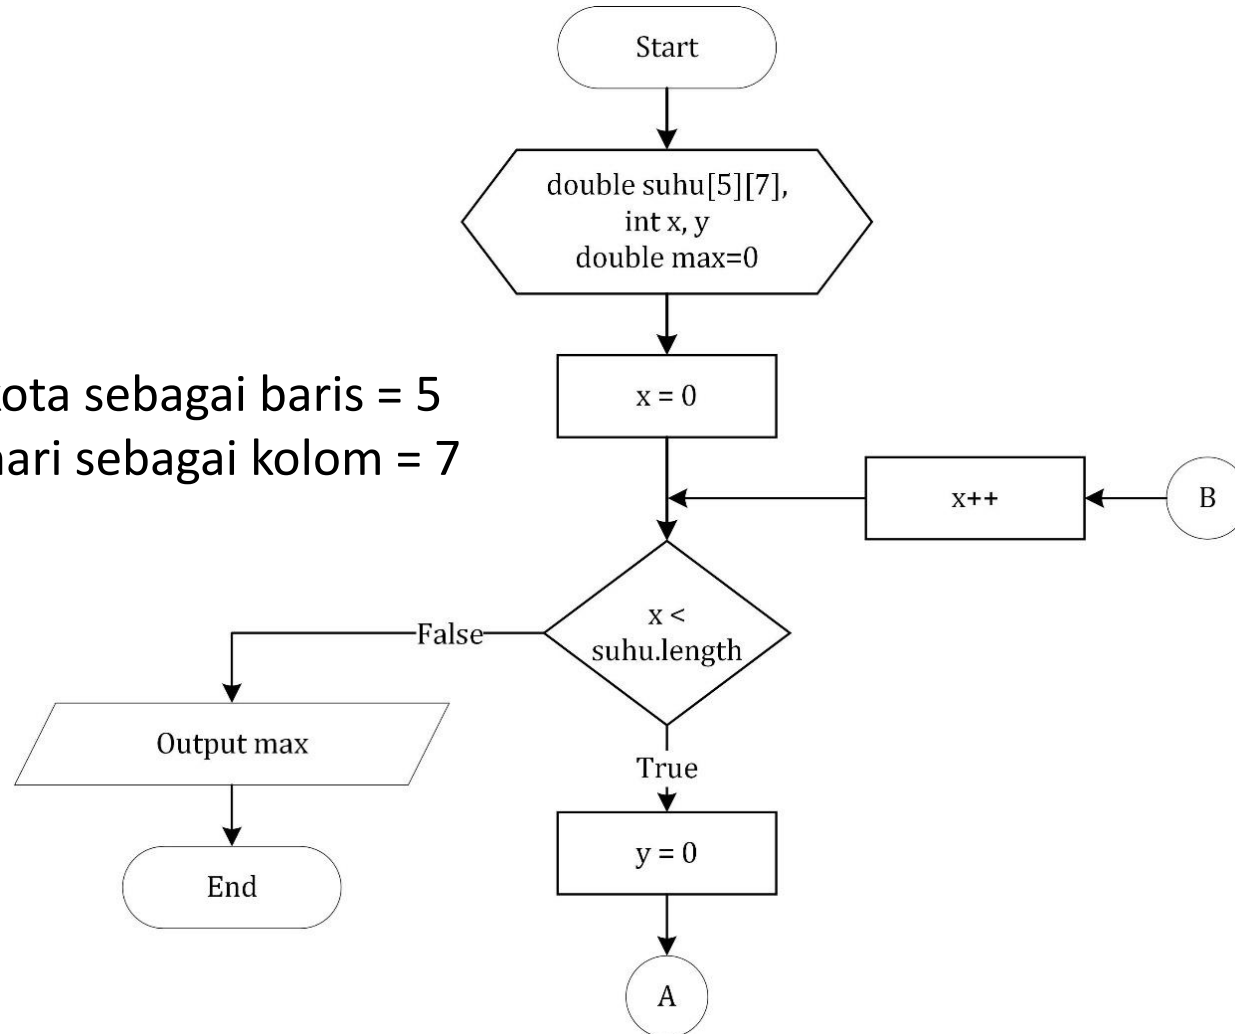 Start
double suhu[5][7],
int x, y
double max=0
x = 0
ota sebagai baris = 5
ari sebagai kolom = 7
x++
B
x <
suhu.length
False
Output max
End
True
y = 0
A